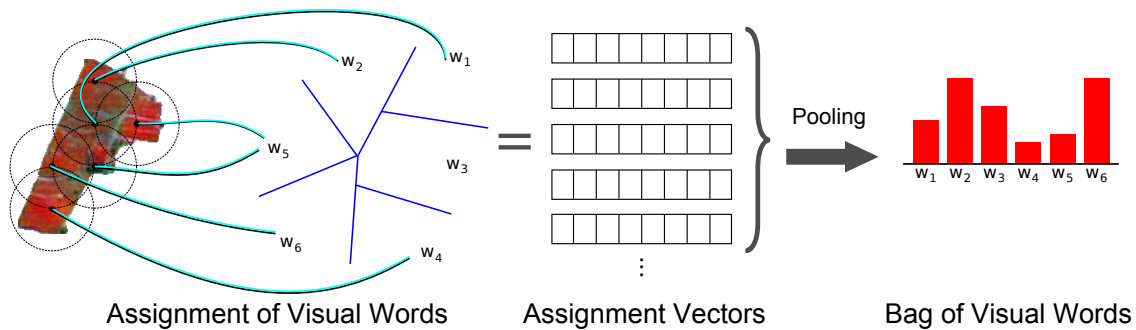 w1
w2
w5
w3
w6
w4
=
⋮
Pooling
w1 w2 w3 w4 w5 w6
Assignment of Visual Words
Assignment Vectors
Bag of Visual Words